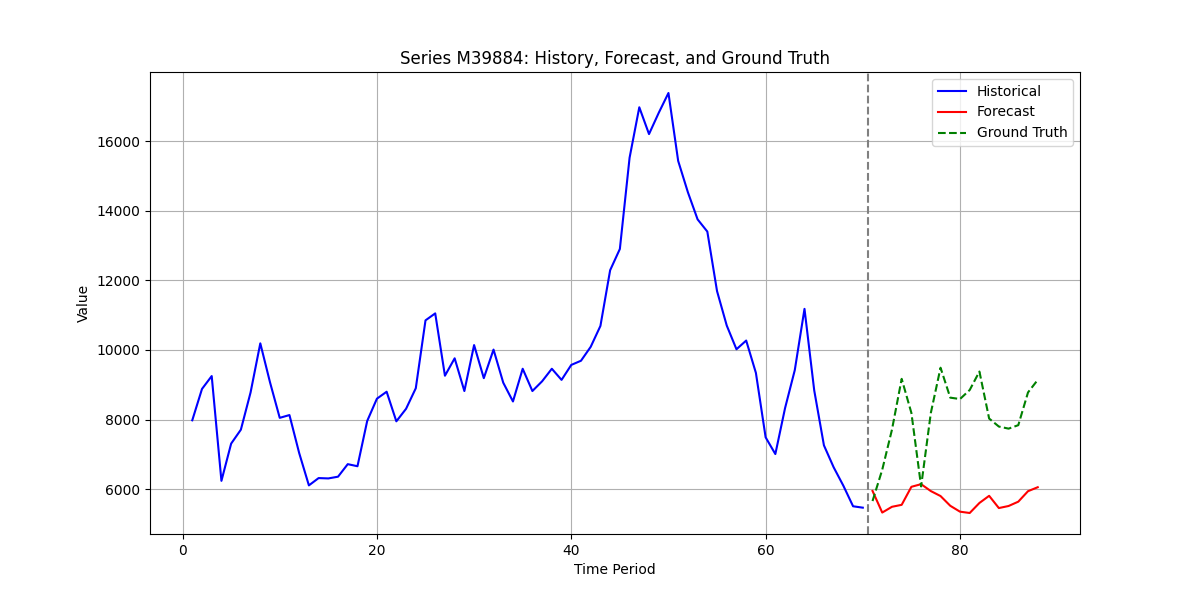 Series M39884: History, Forecast, and Ground Truth
Historical
Forecast
Ground Truth
Value
16000
14000
12000
10000
8000
6000
0 20 40 60 80
Time Period